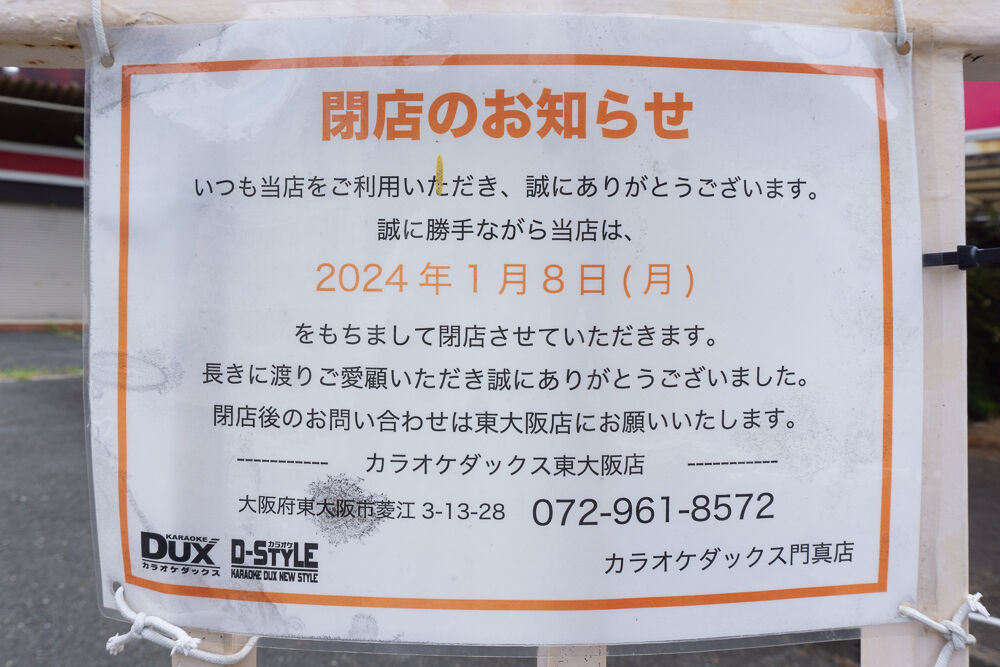 閉店のお知らせ
いつも当店をご利用いただき、誠にありがとうございます。
誠に勝手ながら当店は、
2024年1月8日(月)
をもちまして閉店させていただきます。
長きに渡りご愛顧いただき誠にありがとうございました。
閉店後のお問い合わせは東大阪店にお願いいたします。
----------- カラオケダックス東大阪店 -----------
大阪府東大阪市菱江3-13-28 072-961-8572
KARAOKE
DUX
カラオケダックス
カラオケ
D-STYLE
KARAOKE DUX NEW STYLE
カラオケダックス門真店